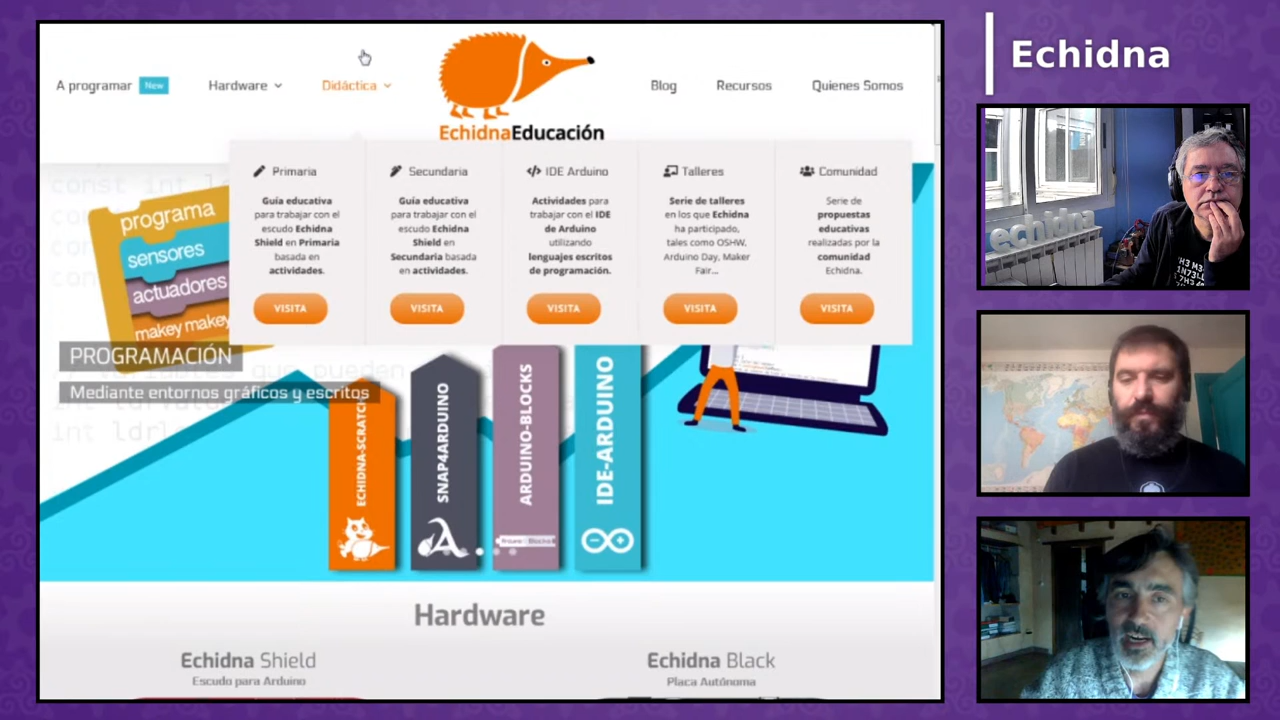 Echidna
A programar New
Hardware
Didáctica
EchidnaEducación
Blog
Recursos
Quienes Somos
Primaria
Guía educativa
para trabajar con el
escudo Echidna
Shield en Primaria
basada en
actividades.
VISITA
Secundaria
Guía educativa
para trabajar con el
escudo Echidna
Shield en
Secundaria basada
en actividades.
VISITA
IDE Arduino
Actividades para
trabajar con el IDE
de Arduino
utilizando
lenguajes escritos
de programación.
VISITA
Talleres
Serie de talleres
en los que Echidna
ha participado,
tales como OSHW,
Arduino Day, Maker
Fair...
VISITA
Comunidad
Serie de
propuestas
educativas
realizadas por la
comunidad
Echidna.
VISITA
const int
programa
sensores
actuadores
makey makey
PROGRAMACIÓN
Mediante entornos gráficos y escritos
que pueden
int ldrl
ECHIDNA-SCRATCH
SNAP4ARDUINO
ARDUINO-BLOCKS
IDE-ARDUINO
Hardware
Echidna Shield
Escudo para Arduino
Echidna Black
Placa Autónoma
echidna